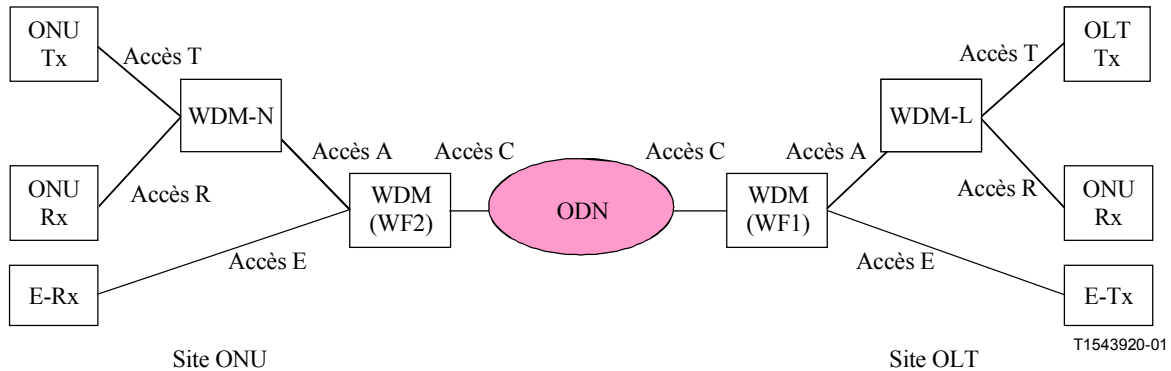 ONU
Tx
Accès T
WDM-N
Accès A
Accès C
ONU
Rx
Accès R
WDM
(WF2)
Accès E
E-Rx
Site ONU
ODN
OLT
Tx
Accès T
WDM-L
Accès C
Accès A
Accès R
ONU
Rx
WDM
(WF1)
Accès E
E-Tx
Site OLT
T1543920-01